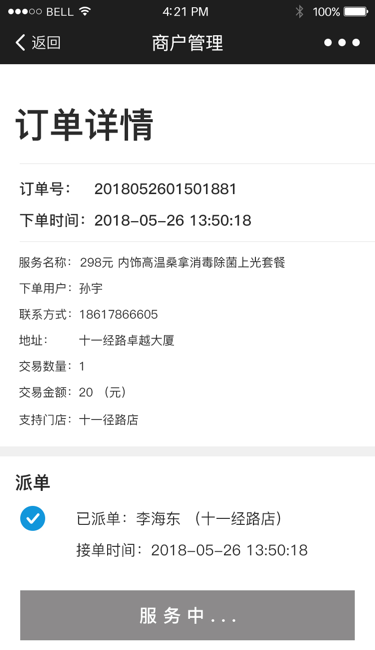 BELL 4:21 PM 100%
返回 商户管理
订单详情
订单号： 2018052601501881
下单时间：2018-05-26 13:50:18
服务名称：298元 内饰高温桑拿消毒除菌上光套餐
下单用户：孙宇
联系方式：18617866605
地址： 十一经路卓越大厦
交易数量：1
交易金额：20 （元）
支持门店：十一径路店
派单
已派单：李海东 （十一经路店）
接单时间：2018-05-26 13:50:18
服务中...